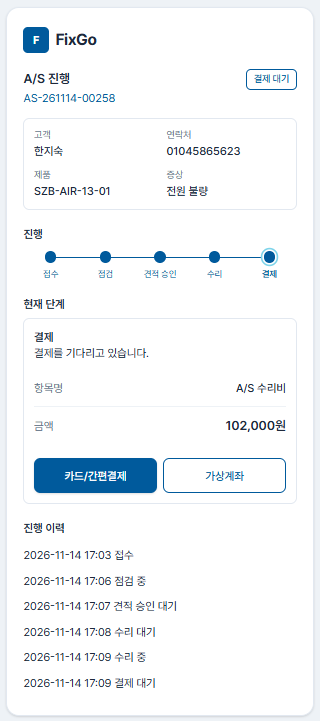 F FixGo
A/S 진행 결제 대기
AS-261114-00258
고객 연락처
한지숙 01045865623
제품 증상
SZB-AIR-13-01 전원 불량
진행
접수 점검 견적 승인 수리 결제
현재 단계
결제
결제를 기다리고 있습니다.
항목명 A/S 수리비
금액 102,000원
카드/간편결제 가상계좌
진행 이력
2026-11-14 17:03 접수
2026-11-14 17:06 점검 중
2026-11-14 17:07 견적 승인 대기
2026-11-14 17:08 수리 대기
2026-11-14 17:09 수리 중
2026-11-14 17:09 결제 대기